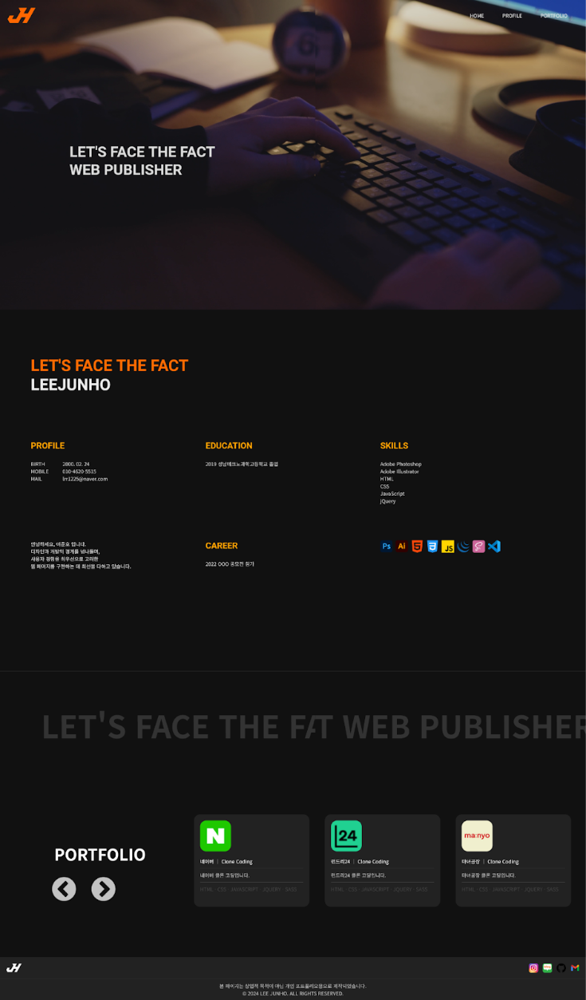 JH
HOME PROFILE PORTFOLIO
6
LET'S FACE THE FACT
WEB PUBLISHER
LET'S FACE THE FACT
LEEJUNHO
PROFILE
BIRTH 2000. 02. 24
MOBILE 010-4620-5515
MAIL
EDUCATION
2019 성남테크노과학고등학교 졸업
SKILLS
Adobe Photoshop
Adobe Illustrator
HTML
CSS
JavaScript
jQuery
안녕하세요, 이준호 입니다.
디자인과 개발의 경계를 넘나들며,
사용자 경험을 최우선으로 고려한
웹 페이지를 구현하는 데 최선을 다하고 있습니다.
CAREER
2022 OOO 공모전 참가
Ps Ai 5 3 JS
LET'S FACE THE FAT WEB PUBLISHER
PORTFOLIO
N
네이버 | Clone Coding
네이버 클론 코딩입니다.
HTML · CSS · JAVASCRIPT · JQUERY · SASS
24
런드리24 | Clone Coding
런드리24 클론 코딩입니다.
HTML · CSS · JAVASCRIPT · JQUERY · SASS
ma:nyo
마녀공장 | Clone Coding
마녀공장 클론 코딩입니다.
HTML · CSS · JAVASCRIPT · JQUERY · SASS
JH
본 페이지는 상업적 목적이 아닌 개인 포트폴리오용으로 제작되었습니다.
© 2024 LEE JUNHO. ALL RIGHTS RESERVED.